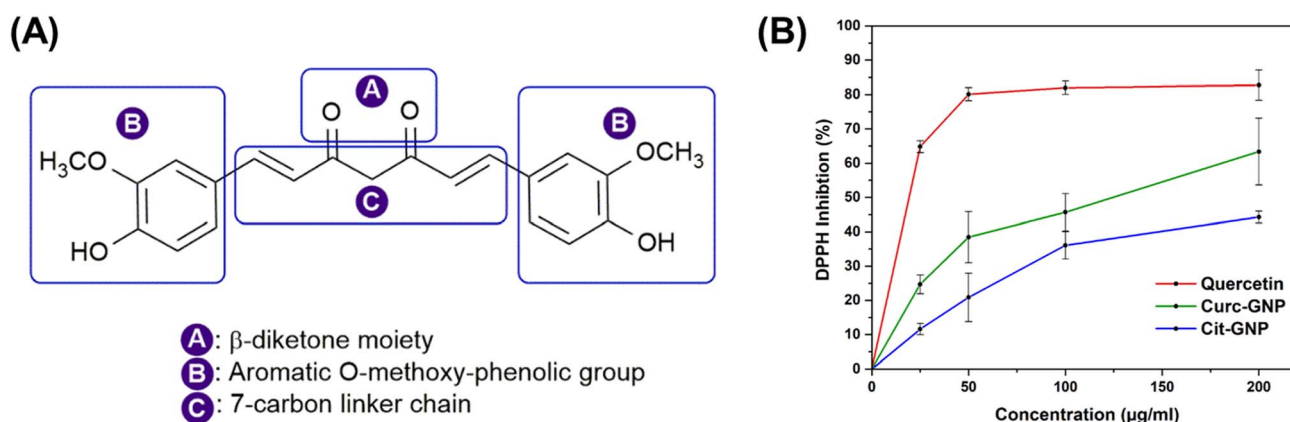 (A)
A
O
O
B
B
H₃CO
OCH₃
C
HO
OH
A: β-diketone moiety
B: Aromatic O-methoxy-phenolic group
C: 7-carbon linker chain
(B)
DPPH Inhibtion (%)
100
90
80
70
60
50
40
30
20
10
0
Quercetin
Curc-GNP
Cit-GNP
0 50 100 150 200
Concentration (μg/ml)